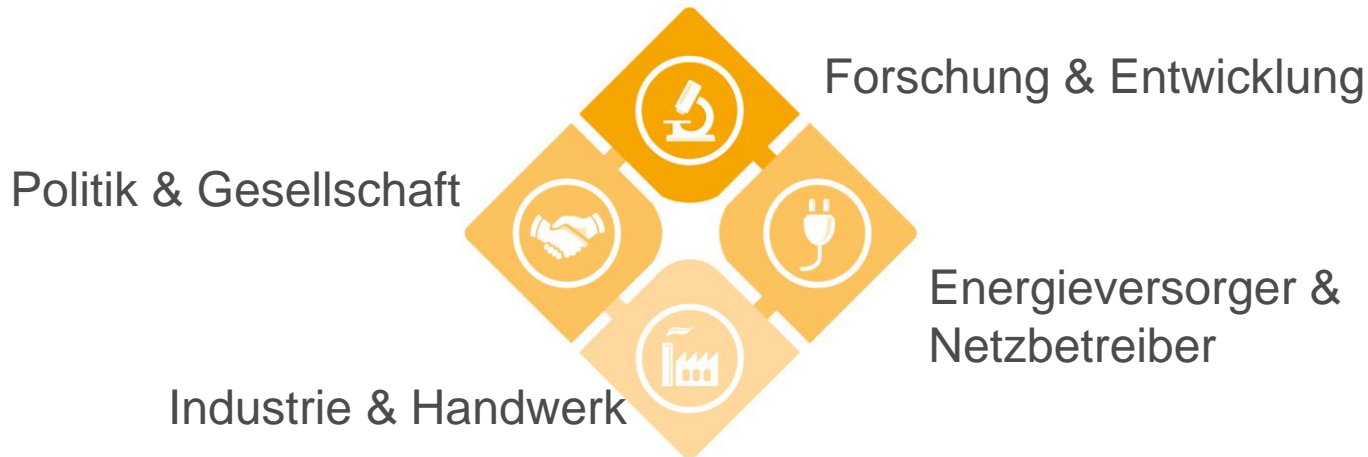 Forschung & Entwicklung
Politik & Gesellschaft
Energieversorger &
Netzbetreiber
Industrie & Handwerk